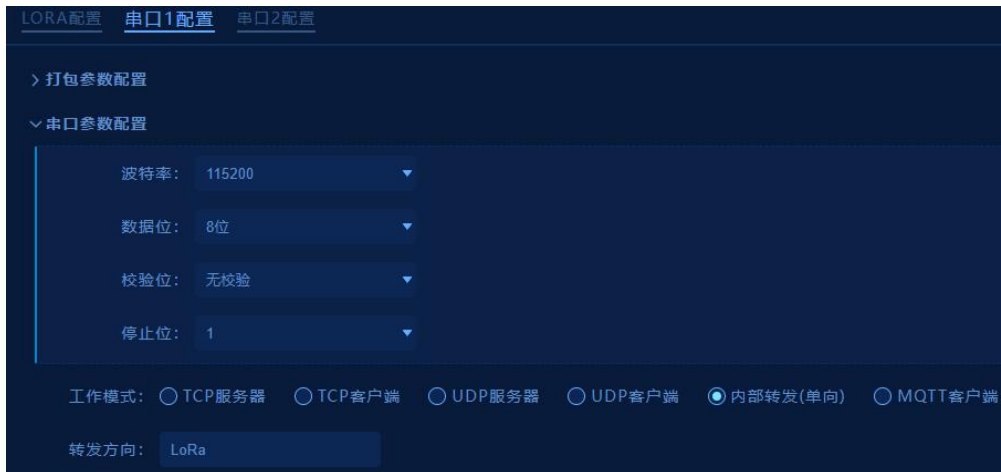 LORA配置 串口1配置 串口2配置
打包参数配置
串口参数配置
波特率： 115200
数据位： 8位
校验位： 无校验
停止位： 1
工作模式： TCP服务器 TCP客户端 UDP服务器 UDP客户端 内部转发(单向) MQTT客户端
转发方向： LoRa